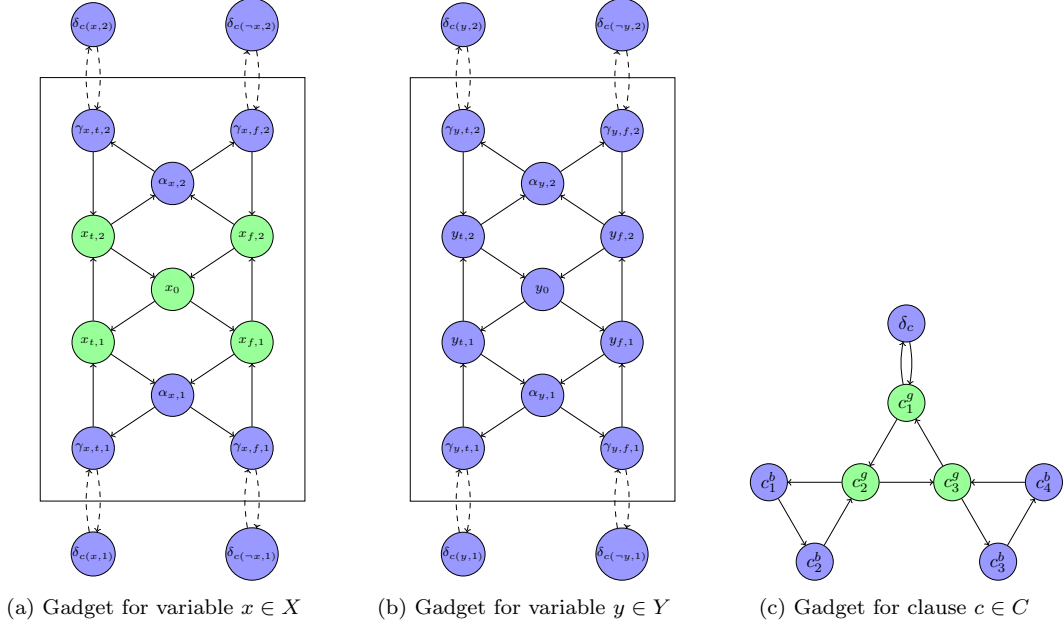 δ_{c(x,2)} δ_{c(¬x,2)} δ_{c(y,2)} δ_{c(¬y,2)}
γ_{x,t,2} γ_{x,f,2} γ_{y,t,2} γ_{y,f,2}
α_{x,2} α_{y,2}
x_{t,2} x_{f,2} y_{t,2} y_{f,2}
x_0 y_0
δ_c
x_{t,1} x_{f,1} y_{t,1} y_{f,1}
α_{x,1} α_{y,1} c_1^g
γ_{x,t,1} γ_{x,f,1} γ_{y,t,1} γ_{y,f,1}
c_1^b c_2^g c_3^g c_4^b
δ_{c(x,1)} δ_{c(¬x,1)} δ_{c(y,1)} δ_{c(¬y,1)} c_2^b c_3^b
(a) Gadget for variable x ∈ X (b) Gadget for variable y ∈ Y (c) Gadget for clause c ∈ C